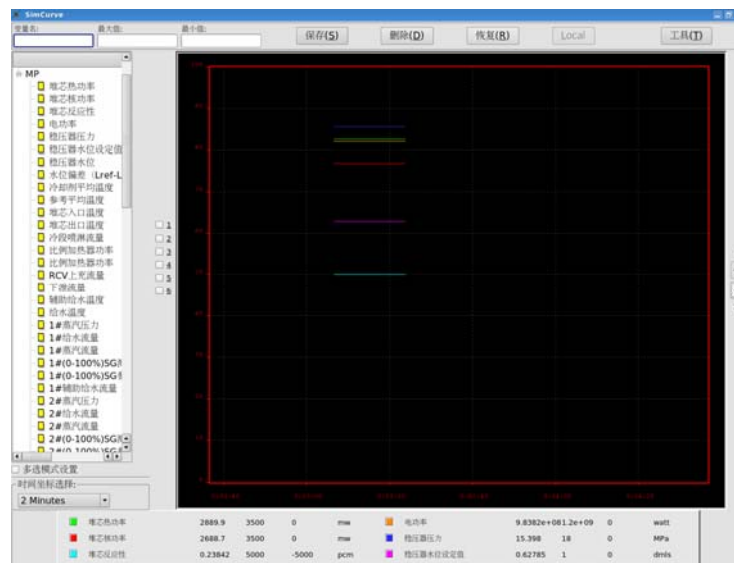 SimCurve
变量名: 最大值: 最小值:
保存(S) 删除(D) 恢复(R) Local 工具(T)
MP
堆芯热功率
堆芯核功率
堆芯反应性
电功率
稳压器压力
稳压器水位设定值
稳压器水位
水位偏差 (Lref-L
冷却剂平均温度
参考平均温度
堆芯入口温度
堆芯出口温度
冷段喷淋流量
比例加热器功率
比例加热器功率
RCV上充流量
下泄流量
辅助给水温度
给水温度
1#蒸汽压力
1#给水流量
1#蒸汽流量
1#(0-100%)SG
1#(0-100%)SG
1#辅助给水流量
2#蒸汽压力
2#给水流量
2#蒸汽流量
2#(0-100%)SG
2#(0-100%)SG
1
2
3
4
5
6
多选模式设置
时间坐标选择:
2 Minutes
堆芯热功率 2889.9 3500 0 mw 电功率 9.8382e+081.2e+09 0 watt
堆芯核功率 2688.7 3500 0 mw 稳压器压力 15.398 18 0 MPa
堆芯反应性 0.23842 5000 -5000 pcm 稳压器水位设定值 0.62785 1 0 dmls